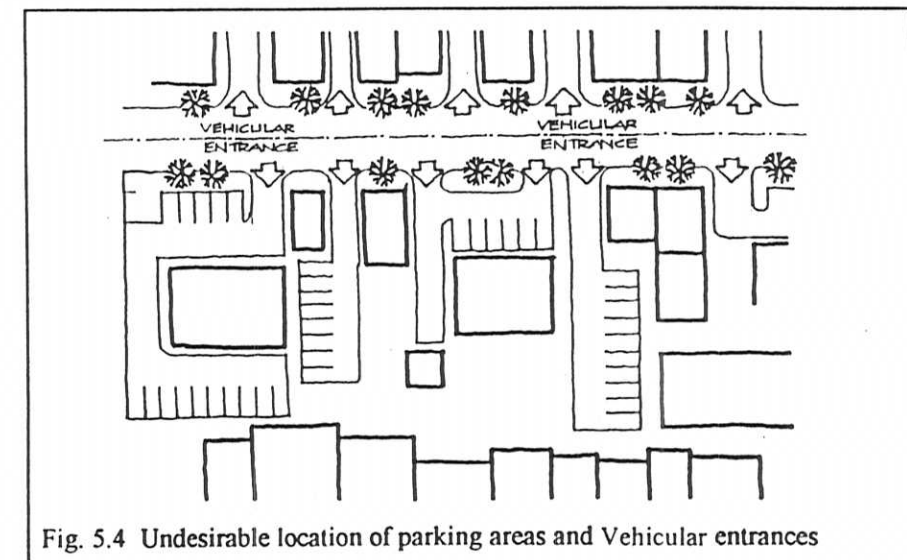 VEHICULAR
ENTRANCE
VEHICULAR
ENTRANCE
Fig. 5.4 Undesirable location of parking areas and Vehicular entrances